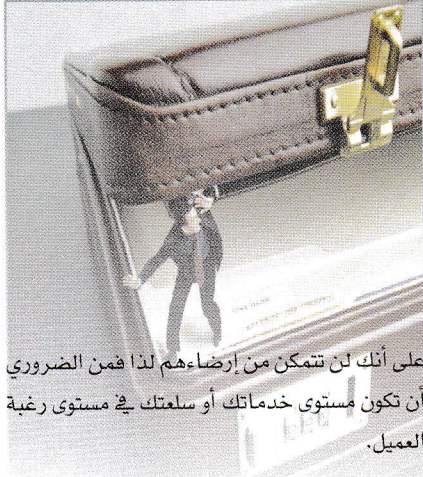 على أنك لن تتمكن من إرضاءهم لذا فمن الضروري
أن تكون مستوى خدماتك أو سلعتك في مستوى رغبة
العميل.